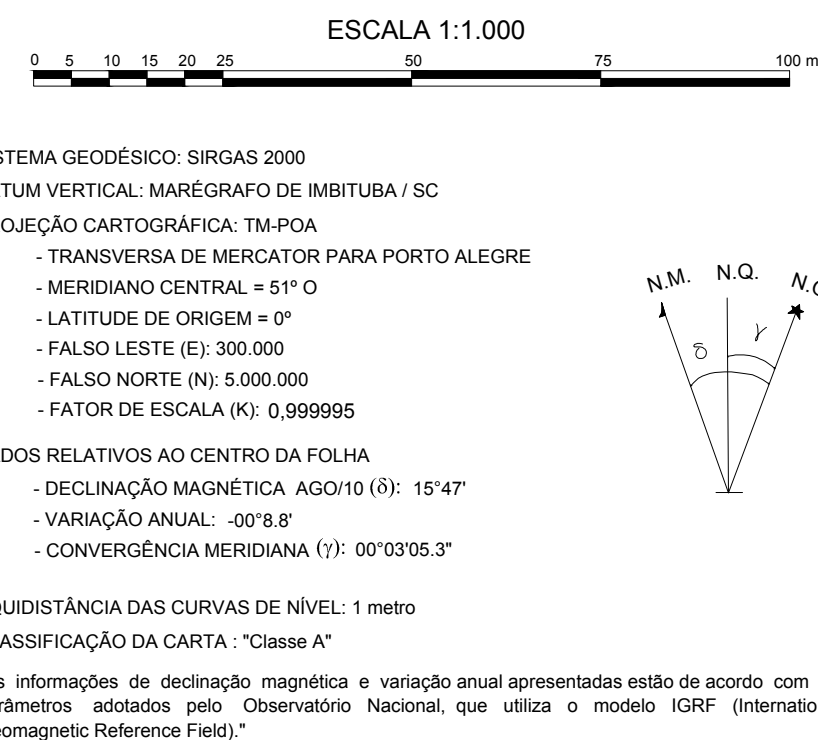 ESCALA 1:1.000
0 5 10 15 20 25 50 75 100 m
STEMA GEODÉSICO: SIRGAS 2000
TUM VERTICAL: MARÉGRAFO DE IMBITUBA / SC
OJEÇÃO CARTOGRÁFICA: TM-POA
- TRANSVERSA DE MERCATOR PARA PORTO ALEGRE
- MERIDIANO CENTRAL = 51º O
- LATITUDE DE ORIGEM = 0º
- FALSO LESTE (E): 300.000
- FALSO NORTE (N): 5.000.000
- FATOR DE ESCALA (K): 0,999995
N.M. N.Q. N.G
δ γ
DOS RELATIVOS AO CENTRO DA FOLHA
- DECLINAÇÃO MAGNÉTICA AGO/10 (δ): 15°47'
- VARIAÇÃO ANUAL: -00°8.8'
- CONVERGÊNCIA MERIDIANA (γ): 00°03'05.3"
QUIDISTÂNCIA DAS CURVAS DE NÍVEL: 1 metro
ASSIFICAÇÃO DA CARTA : "Classe A"
s informações de declinação magnética e variação anual apresentadas estão de acordo com
râmetros adotados pelo Observatório Nacional, que utiliza o modelo IGRF (Internatio
eomagnetic Reference Field)."